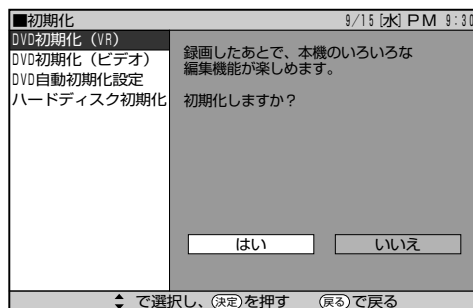 ■初期化 9/15[水]PM 9:30
DVD初期化（VR）
DVD初期化（ビデオ）
DVD自動初期化設定
ハードディスク初期化
録画したあとで、本機のいろいろな
編集機能が楽しめます。
初期化しますか？
はい いいえ
で選択し、決定を押す 戻るで戻る